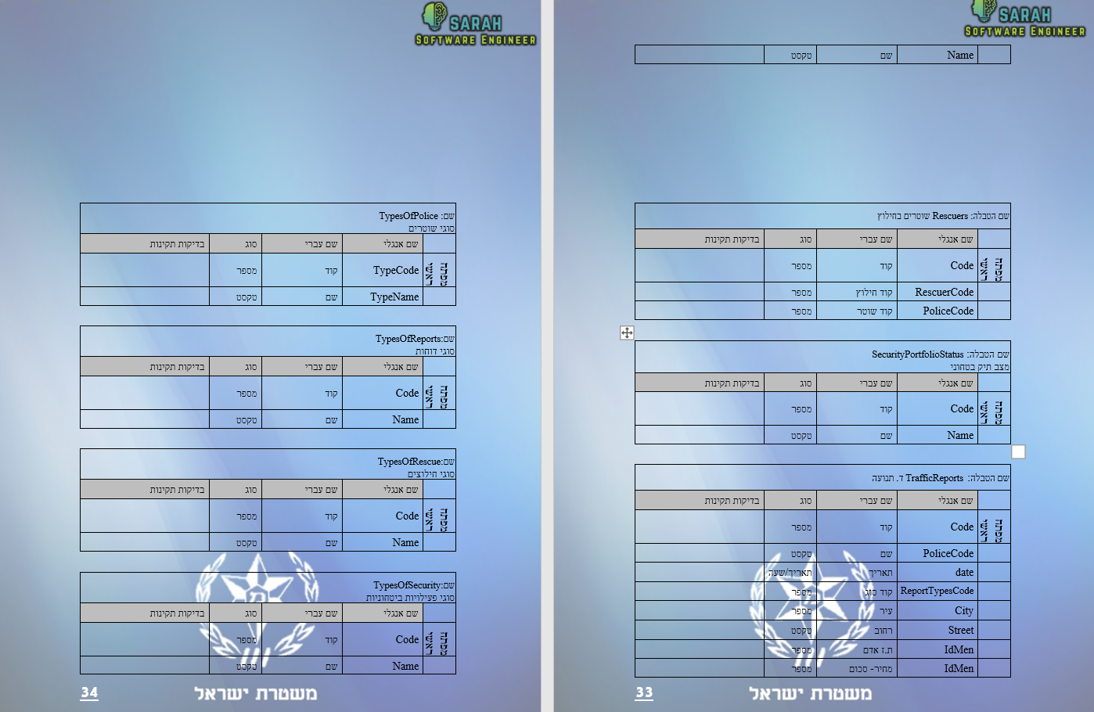 SARAH
SOFTWARE ENGINEER
Name שם טקסט
שם הטבלה: Rescuers שוטרים בחילוץ
שם אנגלי שם עברי סוג בדיקות תקינות
מפתח ראשי Code קוד מספר
RescuerCode קוד חילוץ מספר
PoliceCode קוד שוטר מספר
שם הטבלה: SecurityPortfolioStatus
מצב תיק בטחוני
שם אנגלי שם עברי סוג בדיקות תקינות
מפתח ראשי Code קוד מספר
Name שם טקסט
שם הטבלה: TrafficReports ד. תנועה
שם אנגלי שם עברי סוג בדיקות תקינות
מפתח ראשי Code קוד מספר
PoliceCode שם טקסט
date תאריך תאריך/שעה
ReportTypesCode קוד סוג מספר
City עיר מספר
Street רחוב טקסט
IdMen ת.ז אדם מספר
IdMen מחיר- סכום מספר
משטרת ישראל
33
SARAH
SOFTWARE ENGINEER
שם: TypesOfPolice
סוגי שוטרים
שם אנגלי שם עברי סוג בדיקות תקינות
מפתח ראשי TypeCode קוד מספר
TypeName שם טקסט
שם:TypesOfReports
סוגי דוחות
שם אנגלי שם עברי סוג בדיקות תקינות
מפתח ראשי Code קוד מספר
Name שם טקסט
שם:TypesOfRescue
סוגי חילוצים
שם אנגלי שם עברי סוג בדיקות תקינות
מפתח ראשי Code קוד מספר
Name שם טקסט
שם:TypesOfSecurity
סוגי פעילויות ביטחוניות
שם אנגלי שם עברי סוג בדיקות תקינות
מפתח ראשי Code קוד מספר
Name שם טקסט
משטרת ישראל
34